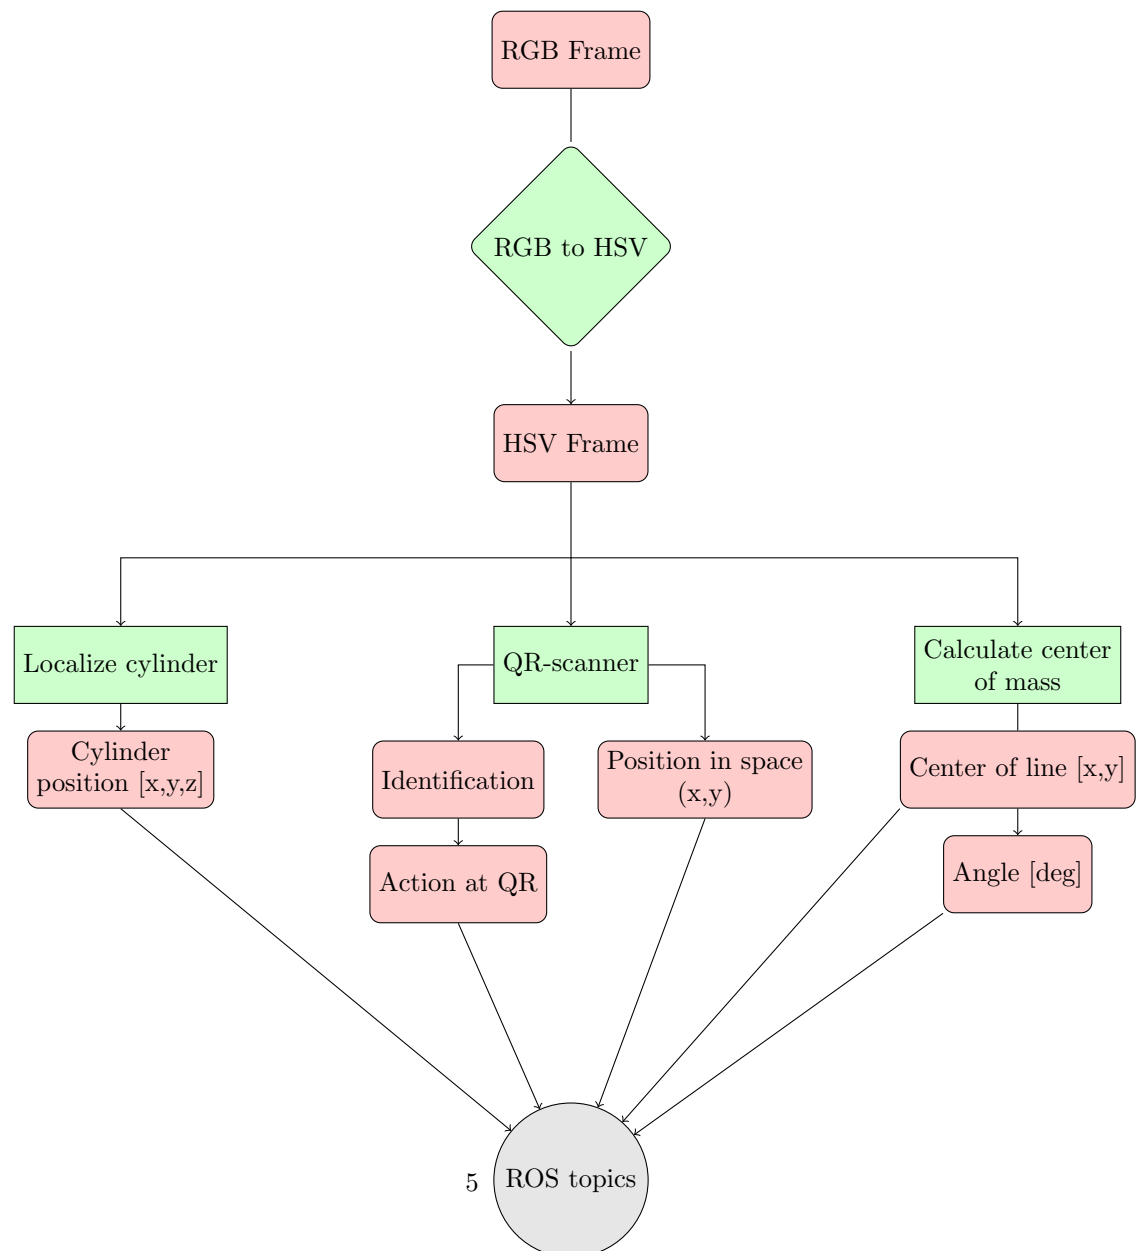 RGB Frame
RGB to HSV
HSV Frame
Localize cylinder
QR-scanner
Calculate center
of mass
Cylinder
position [x,y,z]
Identification
Position in space
(x,y)
Center of line [x,y]
Action at QR
Angle [deg]
5
ROS topics